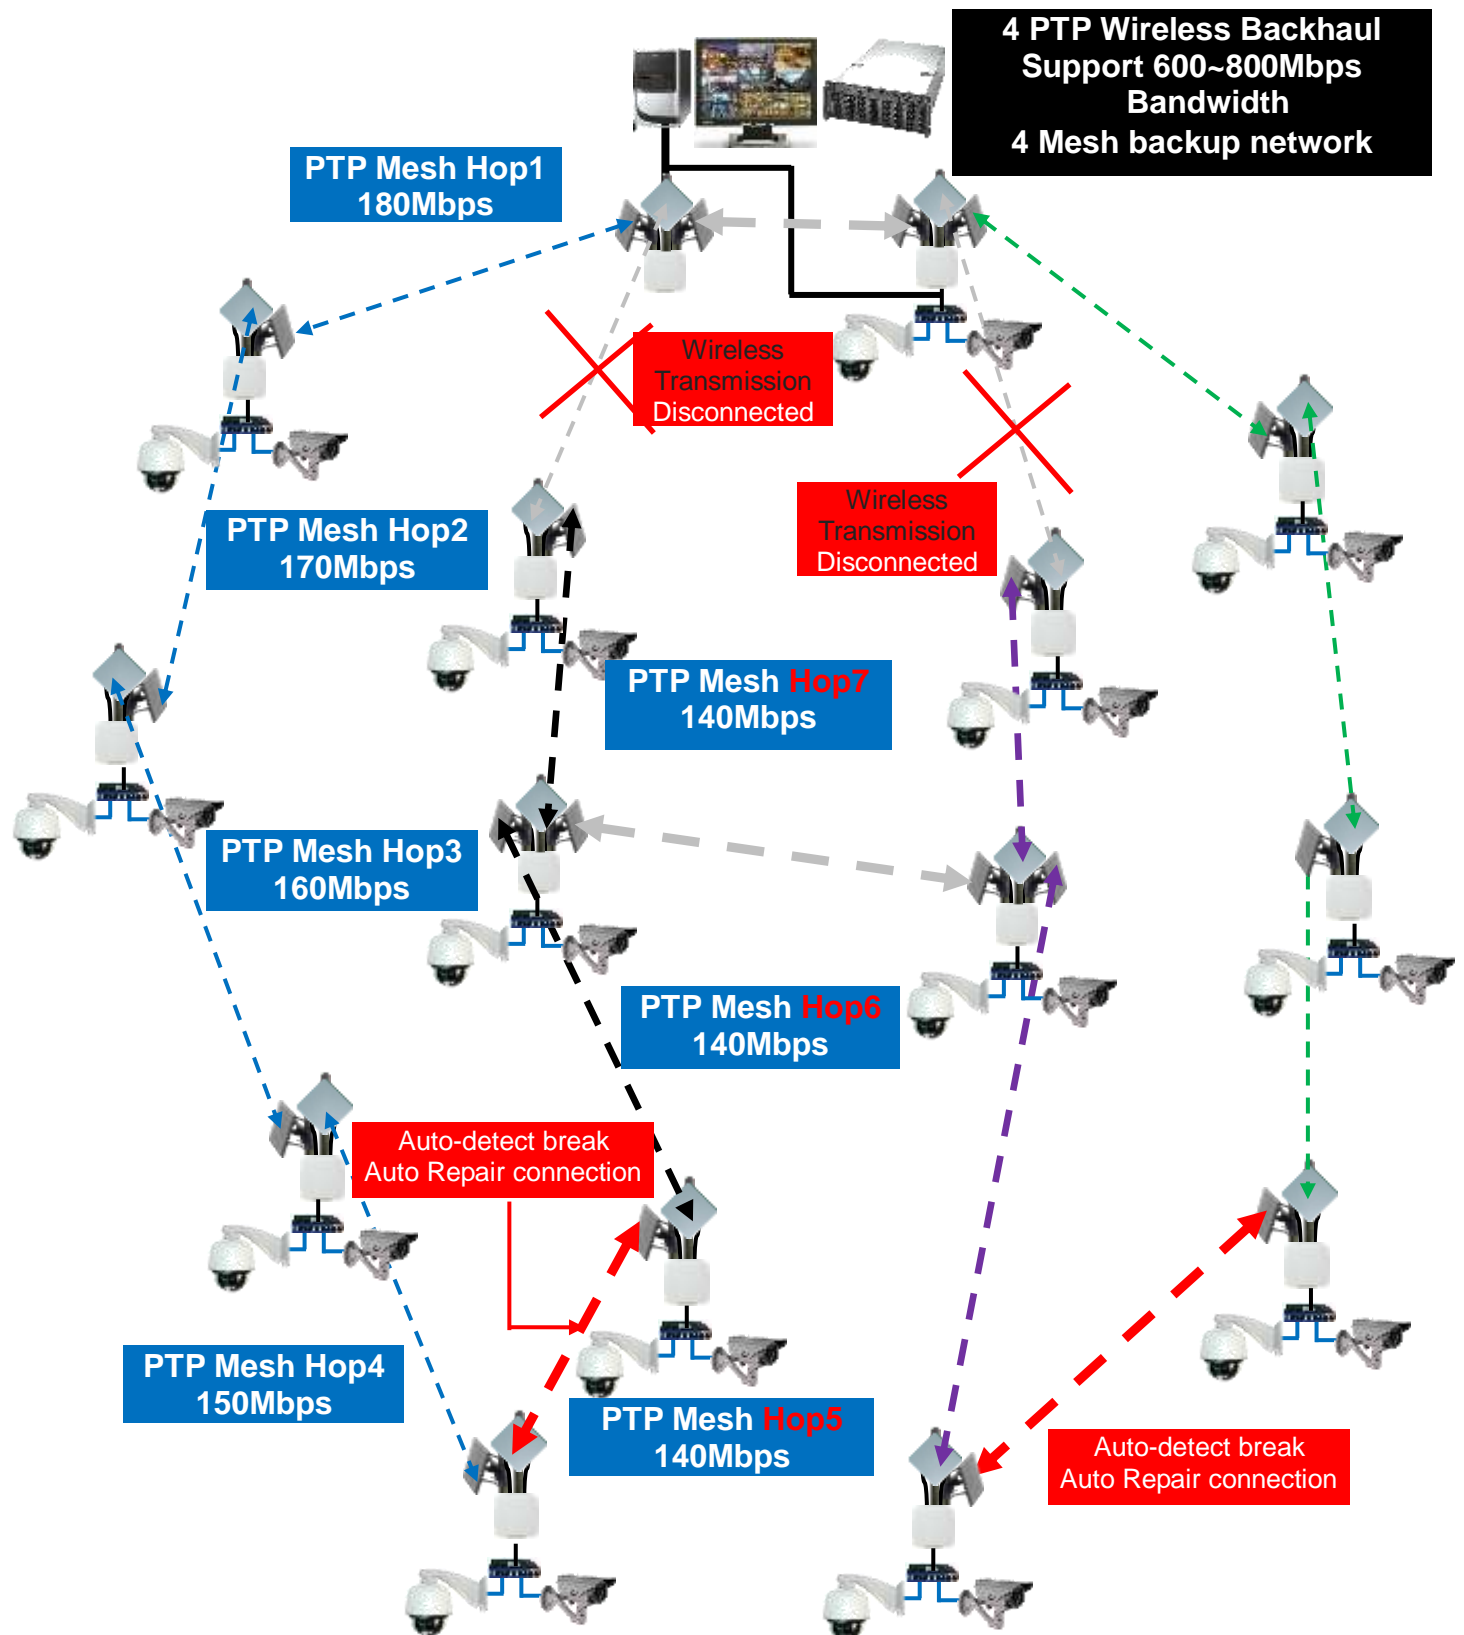 4 PTP Wireless Backhaul
Support 600~800Mbps
Bandwidth
4 Mesh backup network
PTP Mesh Hop1
180Mbps
Wireless
Transmission
Disconnected
Wireless
Transmission
Disconnected
PTP Mesh Hop2
170Mbps
PTP Mesh Hop7
140Mbps
PTP Mesh Hop3
160Mbps
PTP Mesh Hop6
140Mbps
Auto-detect break
Auto Repair connection
PTP Mesh Hop4
150Mbps
PTP Mesh Hop5
140Mbps
Auto-detect break
Auto Repair connection